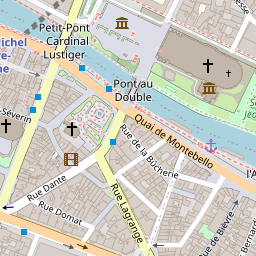 Petit-Pont
Cardinal
Lustiger
Michel
Pont au
Double
Quai de Montebello
Rue de la Bûcherie
Séverin
Rue Dante
Rue Lagrange
Rue Domat
Rue de Bièvre